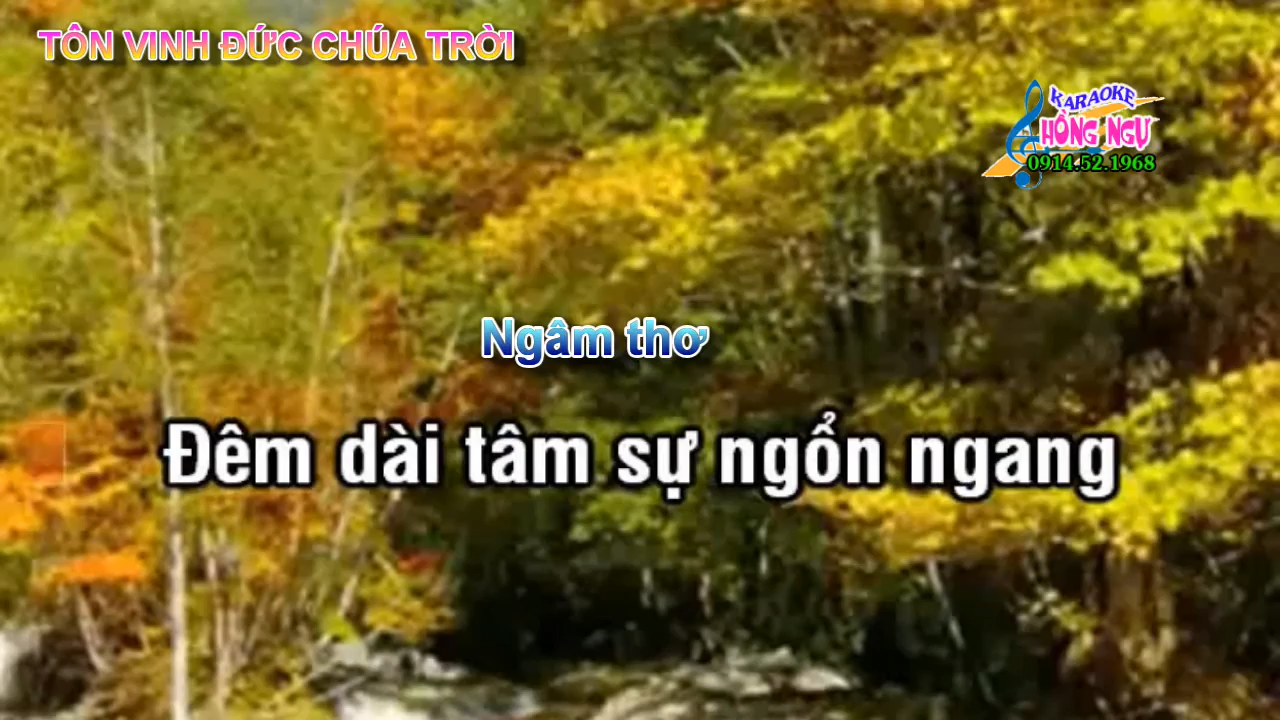 TÔN VINH ĐỨC CHÚA TRỜI
KARAOKE
HỒNG NGỰ
0914.52.1968
Ngâm thơ
Đêm dài tâm sự ngổn ngang